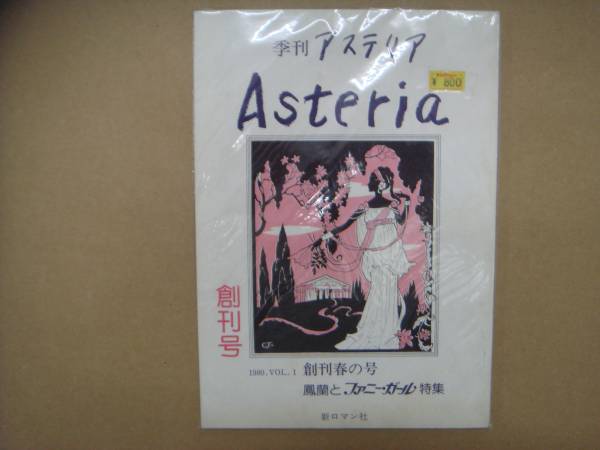 季刊 アステリア
¥ 800
Asteria
創刊号
1980. VOL. 1 創刊春の号
鳳蘭と ファニー・ガール 特集
新ロマン社